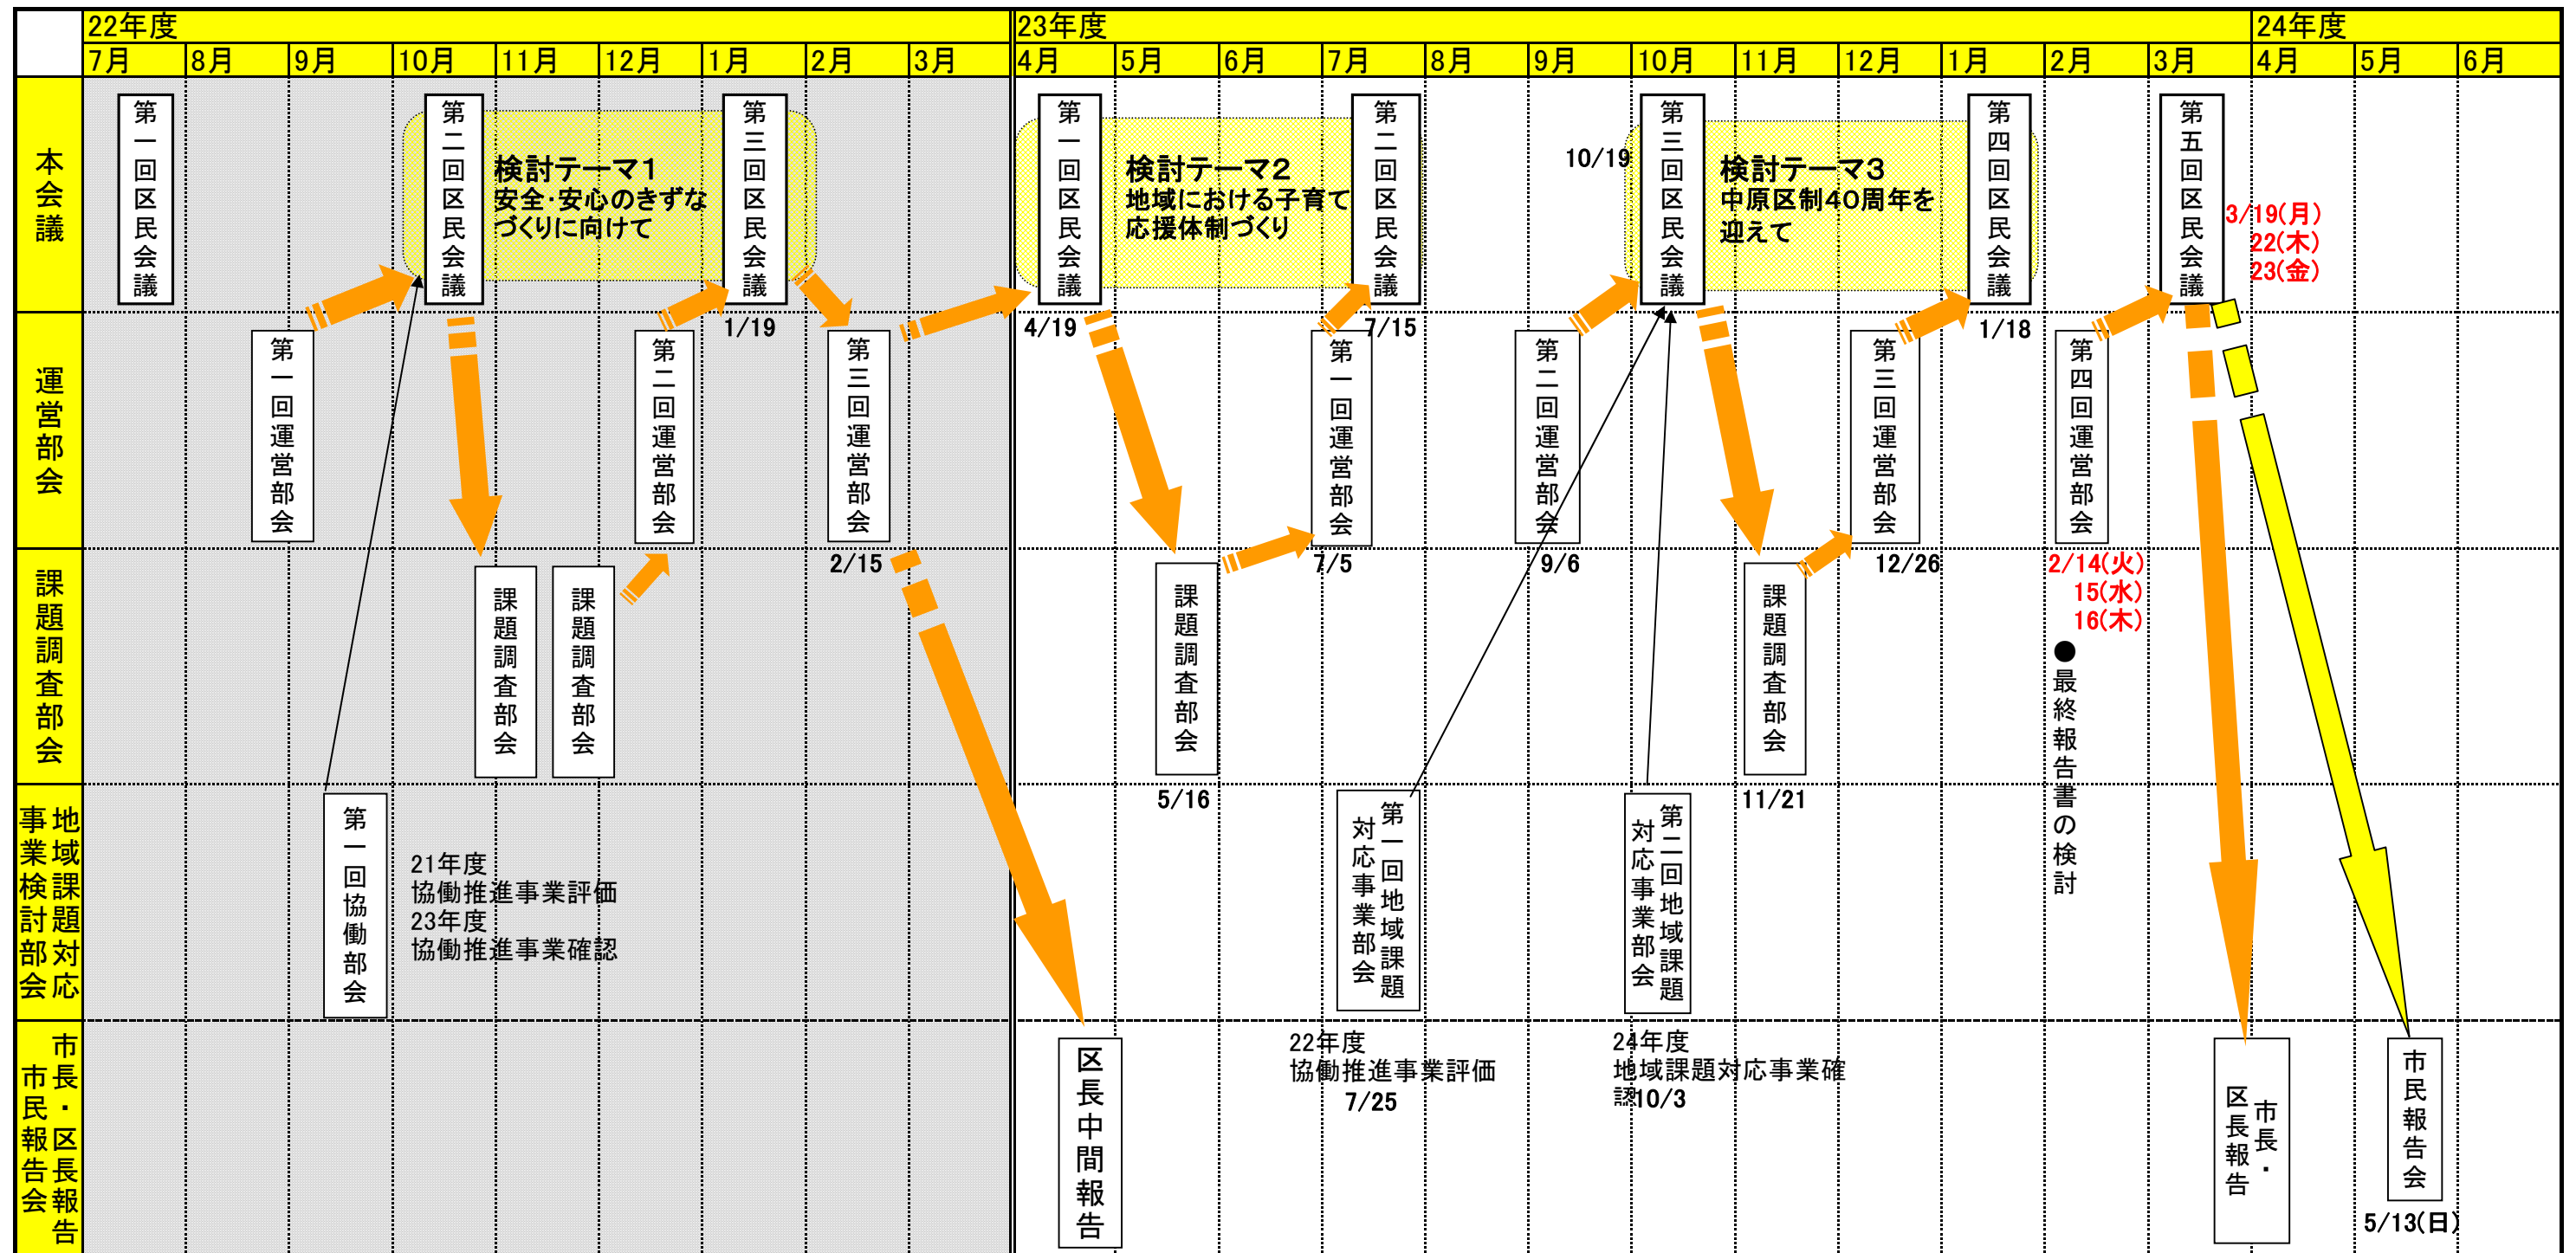 22年度
23年度
24年度
7月
8月
9月
10月
11月
12月
1月
2月
3月
4月
5月
6月
7月
8月
9月
10月
11月
12月
1月
2月
3月
4月
5月
6月
本会議
第一回区民会議
第二回区民会議
検討テーマ1
安全・安心のきずな
づくりに向けて
第三回区民会議
1/19
第一回区民会議
4/19
検討テーマ2
地域における子育て
応援体制づくり
第二回区民会議
7/15
10/19
第三回区民会議
検討テーマ3
中原区制40周年を
迎えて
第四回区民会議
1/18
第五回区民会議
3/19(月)
22(木)
23(金)
運営部会
第一回運営部会
第二回運営部会
第三回運営部会
2/15
第一回運営部会
7/5
第二回運営部会
9/6
第三回運営部会
12/26
第四回運営部会
2/14(火)
15(水)
16(木)
課題調査部会
課題調査部会
課題調査部会
課題調査部会
5/16
課題調査部会
11/21
●最終報告書の検討
地域課題対応
事業検討部会
第一回協働部会
21年度
協働推進事業評価
23年度
協働推進事業確認
第一回地域課題
対応事業部会
第二回地域課題
対応事業部会
市長・区長報告
市民報告会
区長中間報告
22年度
協働推進事業評価
7/25
24年度
地域課題対応事業確
認10/3
市長・
区長報告
市民報告会
5/13(日)